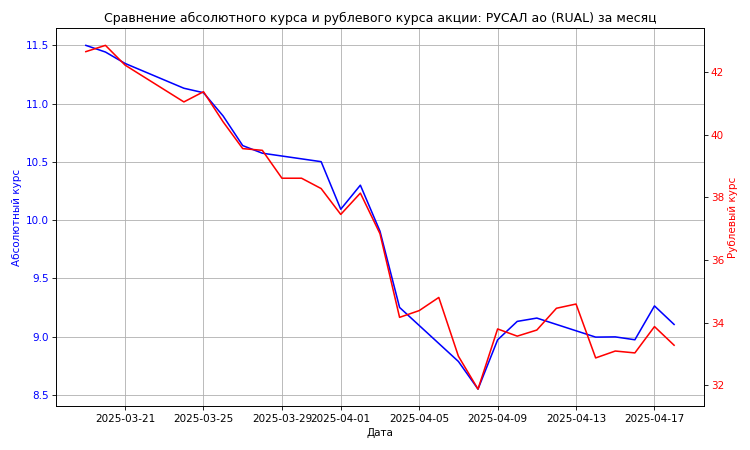 Сравнение абсолютного курса и рублевого курса акции: РУСАЛ ао (RUAL) за месяц
11.5
11.0
10.5
10.0
9.5
9.0
8.5
Абсолютный курс
42
40
38
36
34
32
Рублевый курс
2025-03-21 2025-03-25 2025-03-29 2025-04-01 2025-04-05 2025-04-09 2025-04-13 2025-04-17
Дата